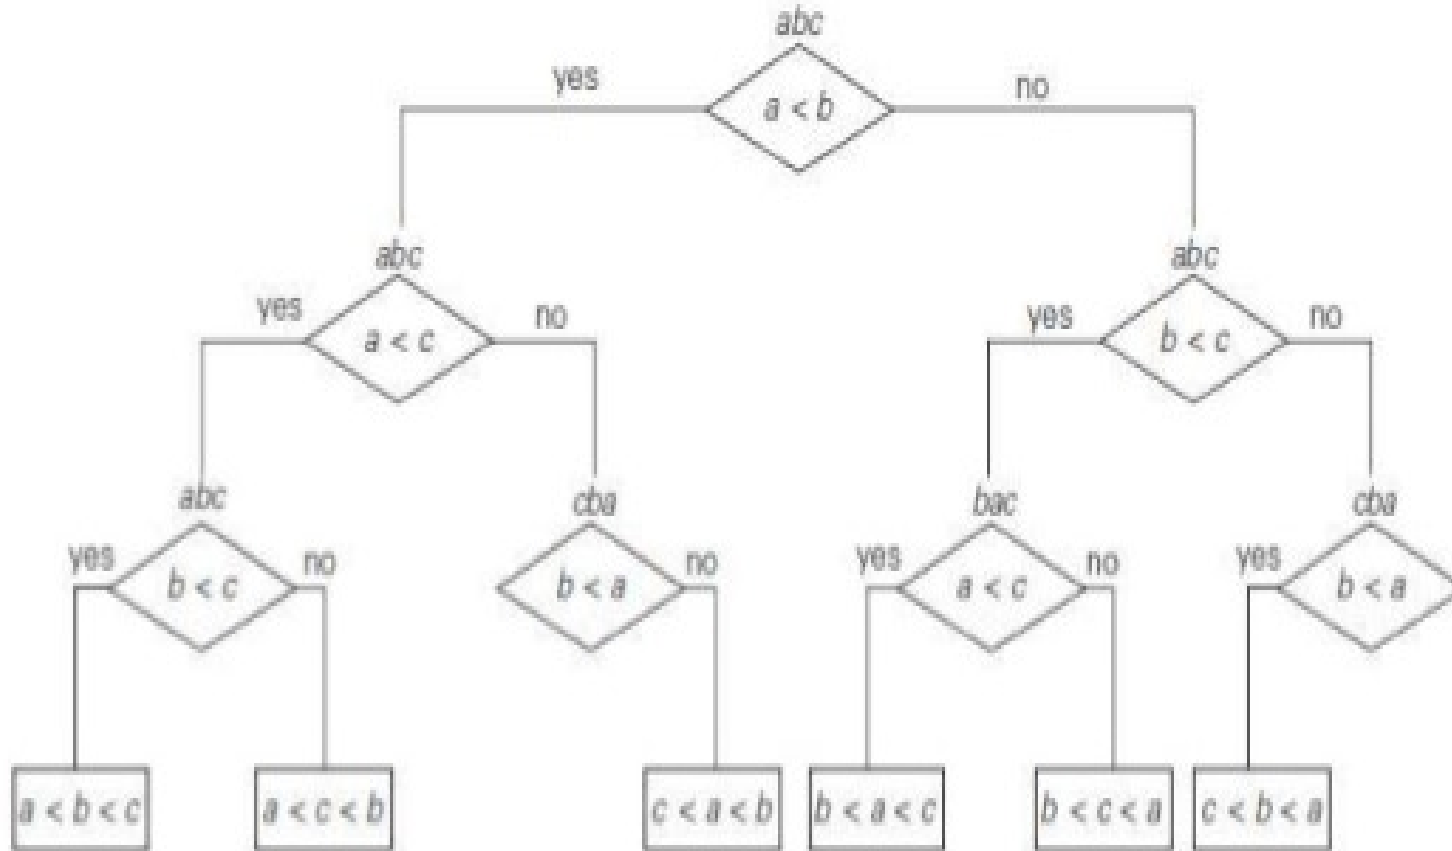 abc
yes
a < b
no
abc
abc
yes
a < c
no
yes
b < c
no
abc
cba
bac
cba
yes
b < c
no
b < a
no
yes
a < c
no
yes
b < a
a < b < c
a < c < b
c < a < b
b < a < c
b < c < a
c < b < a